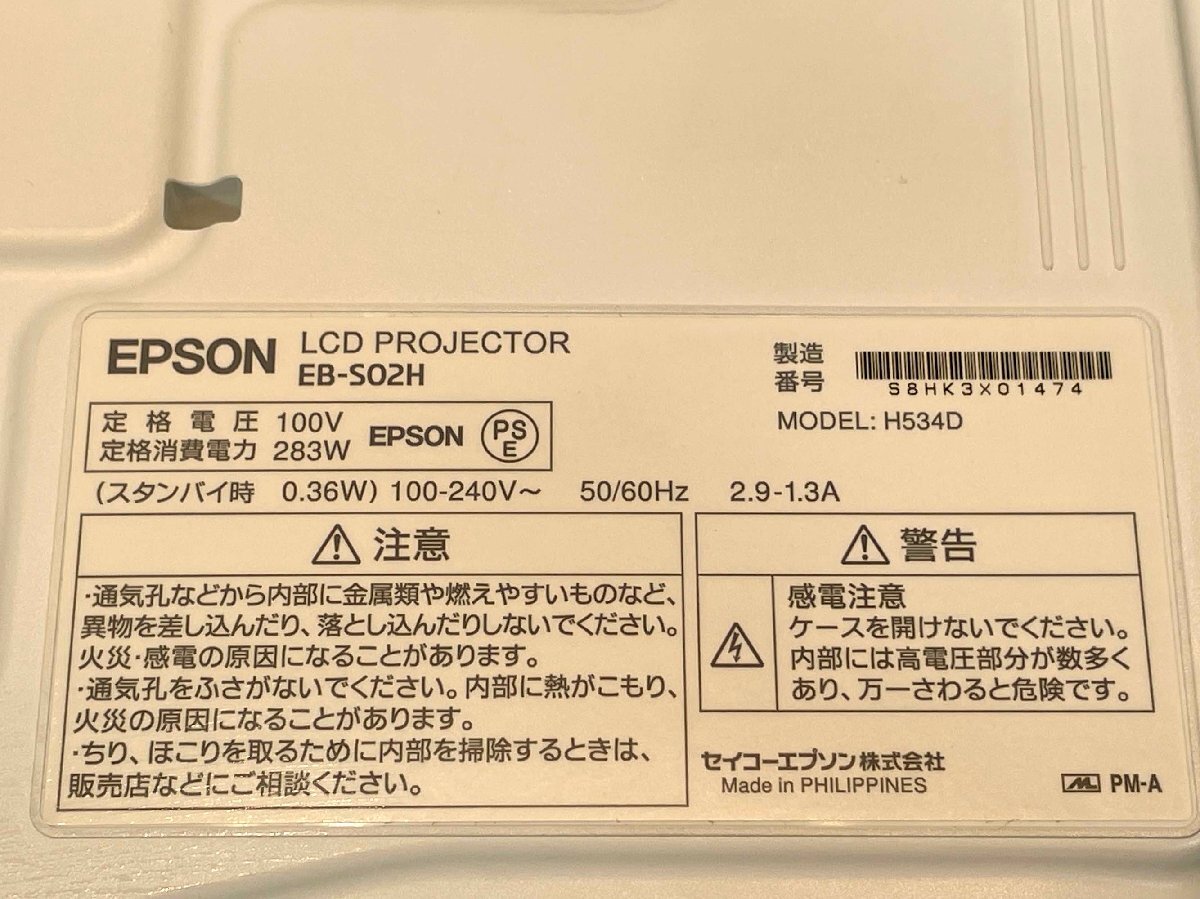 EPSON LCD PROJECTOR
EB-S02H
製造
番号 S8HK3X01474
MODEL: H534D
定格電圧 100V
定格消費電力 283W EPSON PSE
(スタンバイ時 0.36W) 100-240V～ 50/60Hz 2.9-1.3A
注意
・通気孔などから内部に金属類や燃えやすいものなど、
異物を差し込んだり、落とし込んだりしないでください。
火災・感電の原因になることがあります。
・通気孔をふさがないでください。内部に熱がこもり、
火災の原因になることがあります。
・ちり、ほこりを取るために内部を掃除するときは、
販売店などにご相談ください。
警告
感電注意
ケースを開けないでください。
内部には高電圧部分が数多く
あり、万一さわると危険です。
セイコーエプソン株式会社
Made in PHILIPPINES
PM-A